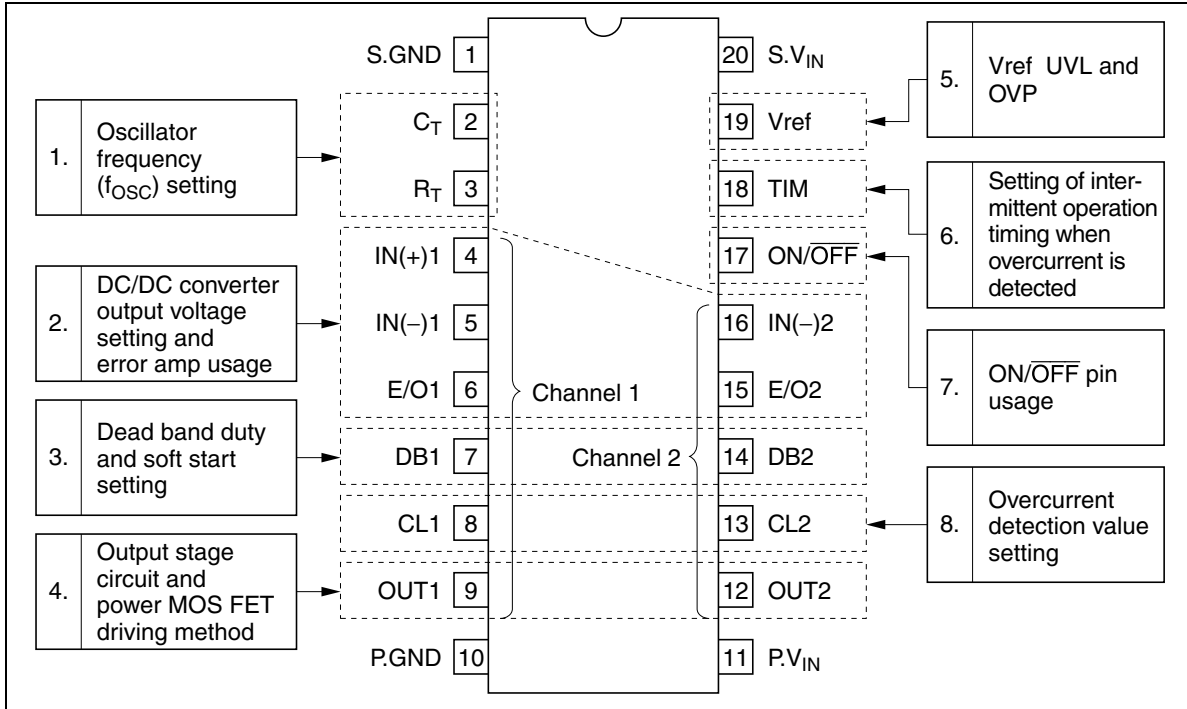 S.GND 1
20 S.V_IN
5. Vref UVL and
OVP
1. Oscillator
frequency
(f_OSC) setting
C_T 2
19 Vref
R_T 3
18 TIM
6. Setting of inter-
mittent operation
timing when
overcurrent is
detected
IN(+)1 4
17 ON/O̅F̅F̅
2. DC/DC converter
output voltage
setting and
error amp usage
IN(−)1 5
16 IN(−)2
E/O1 6
Channel 1
15 E/O2
7. ON/O̅F̅F̅ pin
usage
3. Dead band duty
and soft start
setting
DB1 7
Channel 2
14 DB2
CL1 8
13 CL2
8. Overcurrent
detection value
setting
4. Output stage
circuit and
power MOS FET
driving method
OUT1 9
12 OUT2
P.GND 10
11 P.V_IN